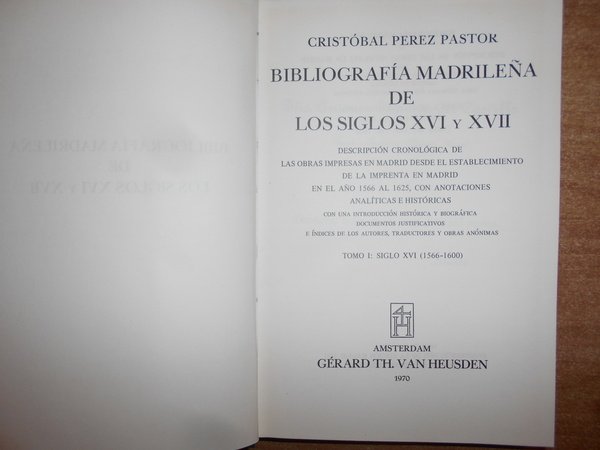 CRISTÓBAL PEREZ PASTOR
BIBLIOGRAFÍA MADRILEÑA
DE
LOS SIGLOS XVI Y XVII
DESCRIPCIÓN CRONOLÓGICA DE
LAS OBRAS IMPRESAS EN MADRID DESDE EL ESTABLECIMIENTO
DE LA IMPRENTA EN MADRID
EN EL AÑO 1566 AL 1625, CON ANOTACIONES
ANALÍTICAS E HISTÓRICAS
CON UNA INTRODUCCIÓN HISTÓRICA Y BIOGRÁFICA
DOCUMENTOS JUSTIFICATIVOS
E ÍNDICES DE LOS AUTORES, TRADUCTORES Y OBRAS ANÓNIMAS
TOMO I: SIGLO XVI (1566-1600)
AMSTERDAM
GÉRARD TH. VAN HEUSDEN
1970